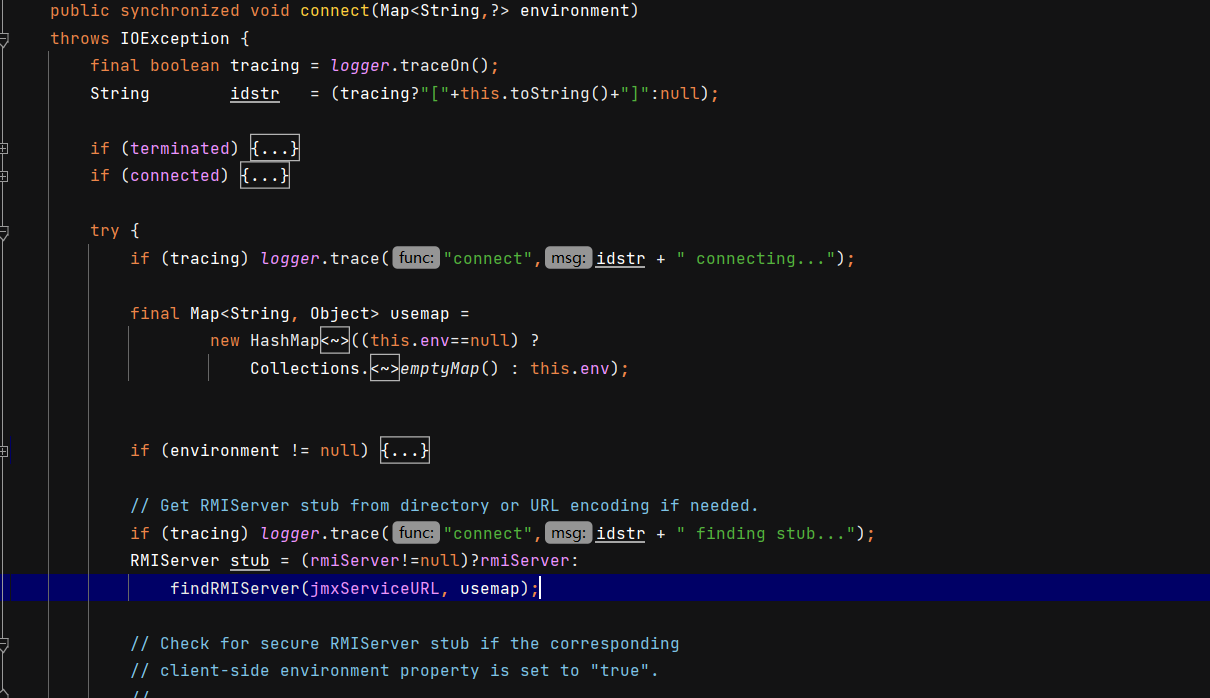 public synchronized void connect(Map<String,?> environment)
throws IOException {
final boolean tracing = logger.traceOn();
String idstr = (tracing?"["+this.toString()+"]":null);
if (terminated) {...}
if (connected) {...}
try {
if (tracing) logger.trace( func: "connect", msg: idstr + " connecting...");
final Map<String, Object> usemap =
new HashMap<~>((this.env==null) ?
Collections.<~>emptyMap() : this.env);
if (environment != null) {...}
// Get RMIServer stub from directory or URL encoding if needed.
if (tracing) logger.trace( func: "connect", msg: idstr + " finding stub...");
RMIServer stub = (rmiServer!=null)?rmiServer:
findRMIServer(jmxServiceURL, usemap);
// Check for secure RMIServer stub if the corresponding
// client-side environment property is set to "true".
//